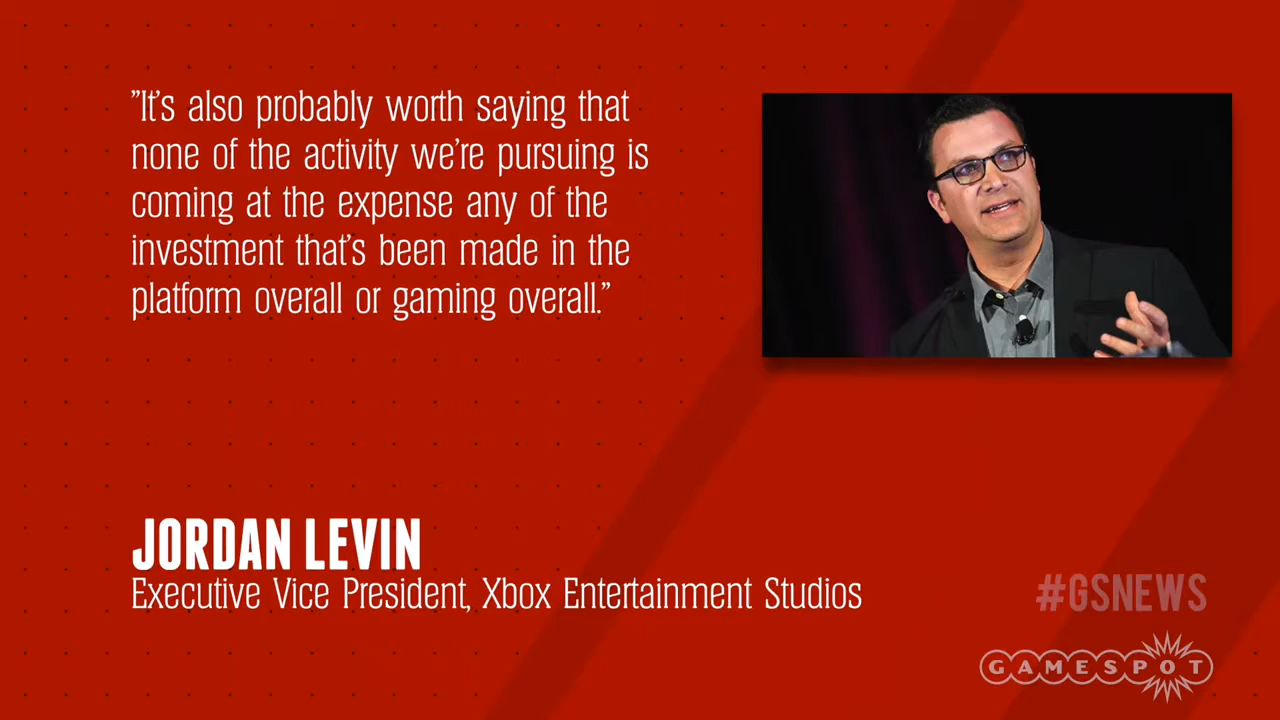 "It's also probably worth saying that
none of the activity we're pursuing is
coming at the expense any of the
investment that's been made in the
platform overall or gaming overall."
JORDAN LEVIN
Executive Vice President, Xbox Entertainment Studios
#GSNEWS
GAMESPOT